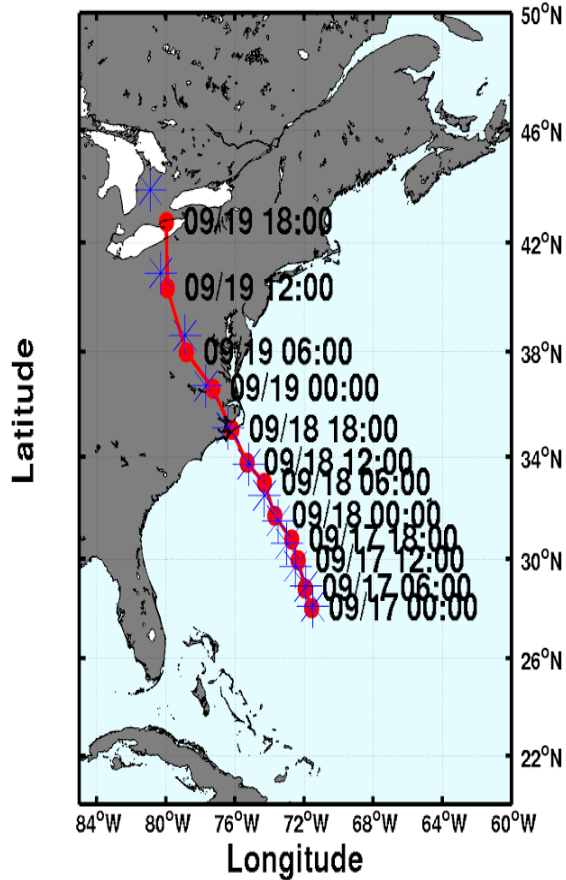 50°N
46°N
09/19 18:00
42°N
09/19 12:00
09/19 06:00
38°N
09/19 00:00
09/18 18:00
09/18 12:00
34°N
09/18 06:00
09/18 00:00
09/17 18:00
09/17 12:00
30°N
09/17 06:00
09/17 00:00
26°N
22°N
84°W 80°W 76°W 72°W 68°W 64°W 60°W
Longitude
Latitude